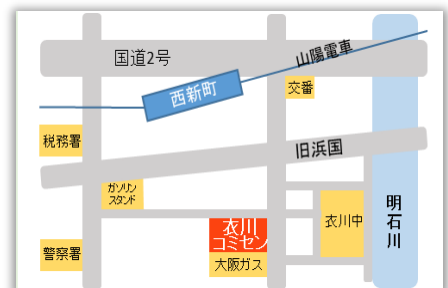 国道2号
山陽電車
西新町
交番
税務署
旧浜国
ガソリン
スタンド
衣川
コミセン
衣川中
明石川
警察署
大阪ガス